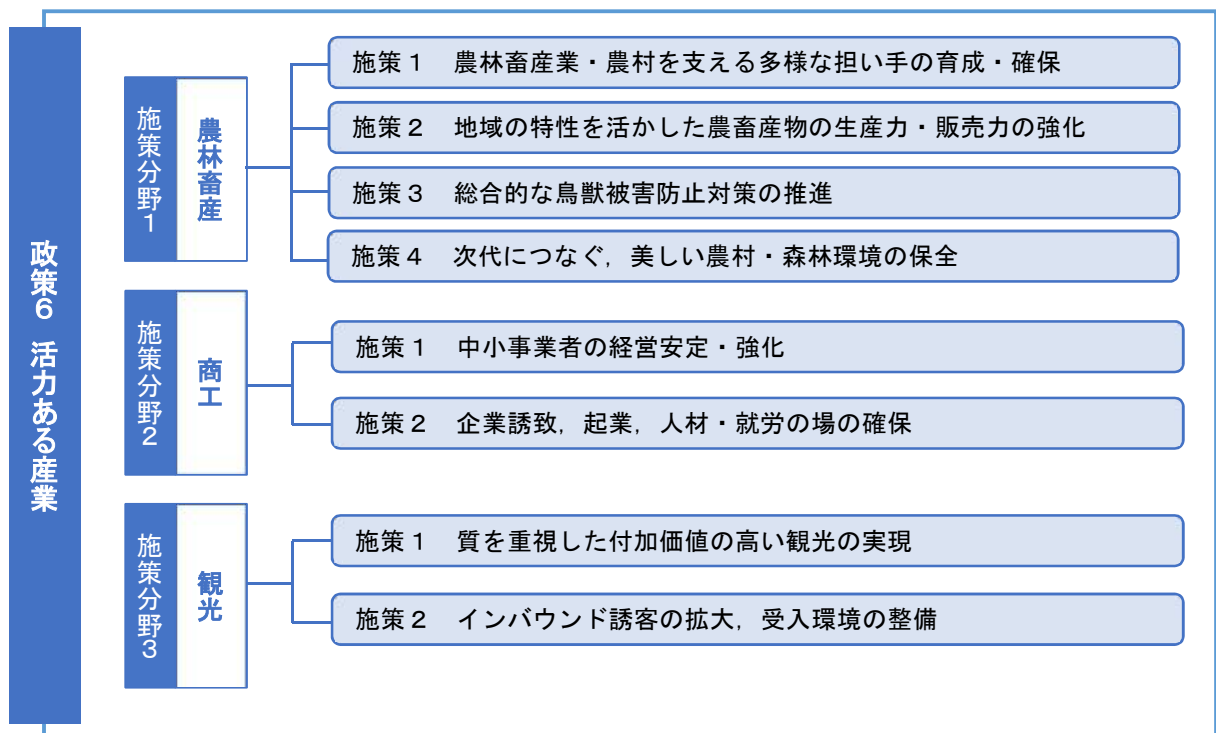 政策６　活力ある産業
施策分野１
農林畜産
施策１　農林畜産業・農村を支える多様な担い手の育成・確保
施策２　地域の特性を活かした農畜産物の生産力・販売力の強化
施策３　総合的な鳥獣被害防止対策の推進
施策４　次代につなぐ，美しい農村・森林環境の保全
施策分野２
商工
施策１　中小事業者の経営安定・強化
施策２　企業誘致，起業，人材・就労の場の確保
施策分野３
観光
施策１　質を重視した付加価値の高い観光の実現
施策２　インバウンド誘客の拡大，受入環境の整備